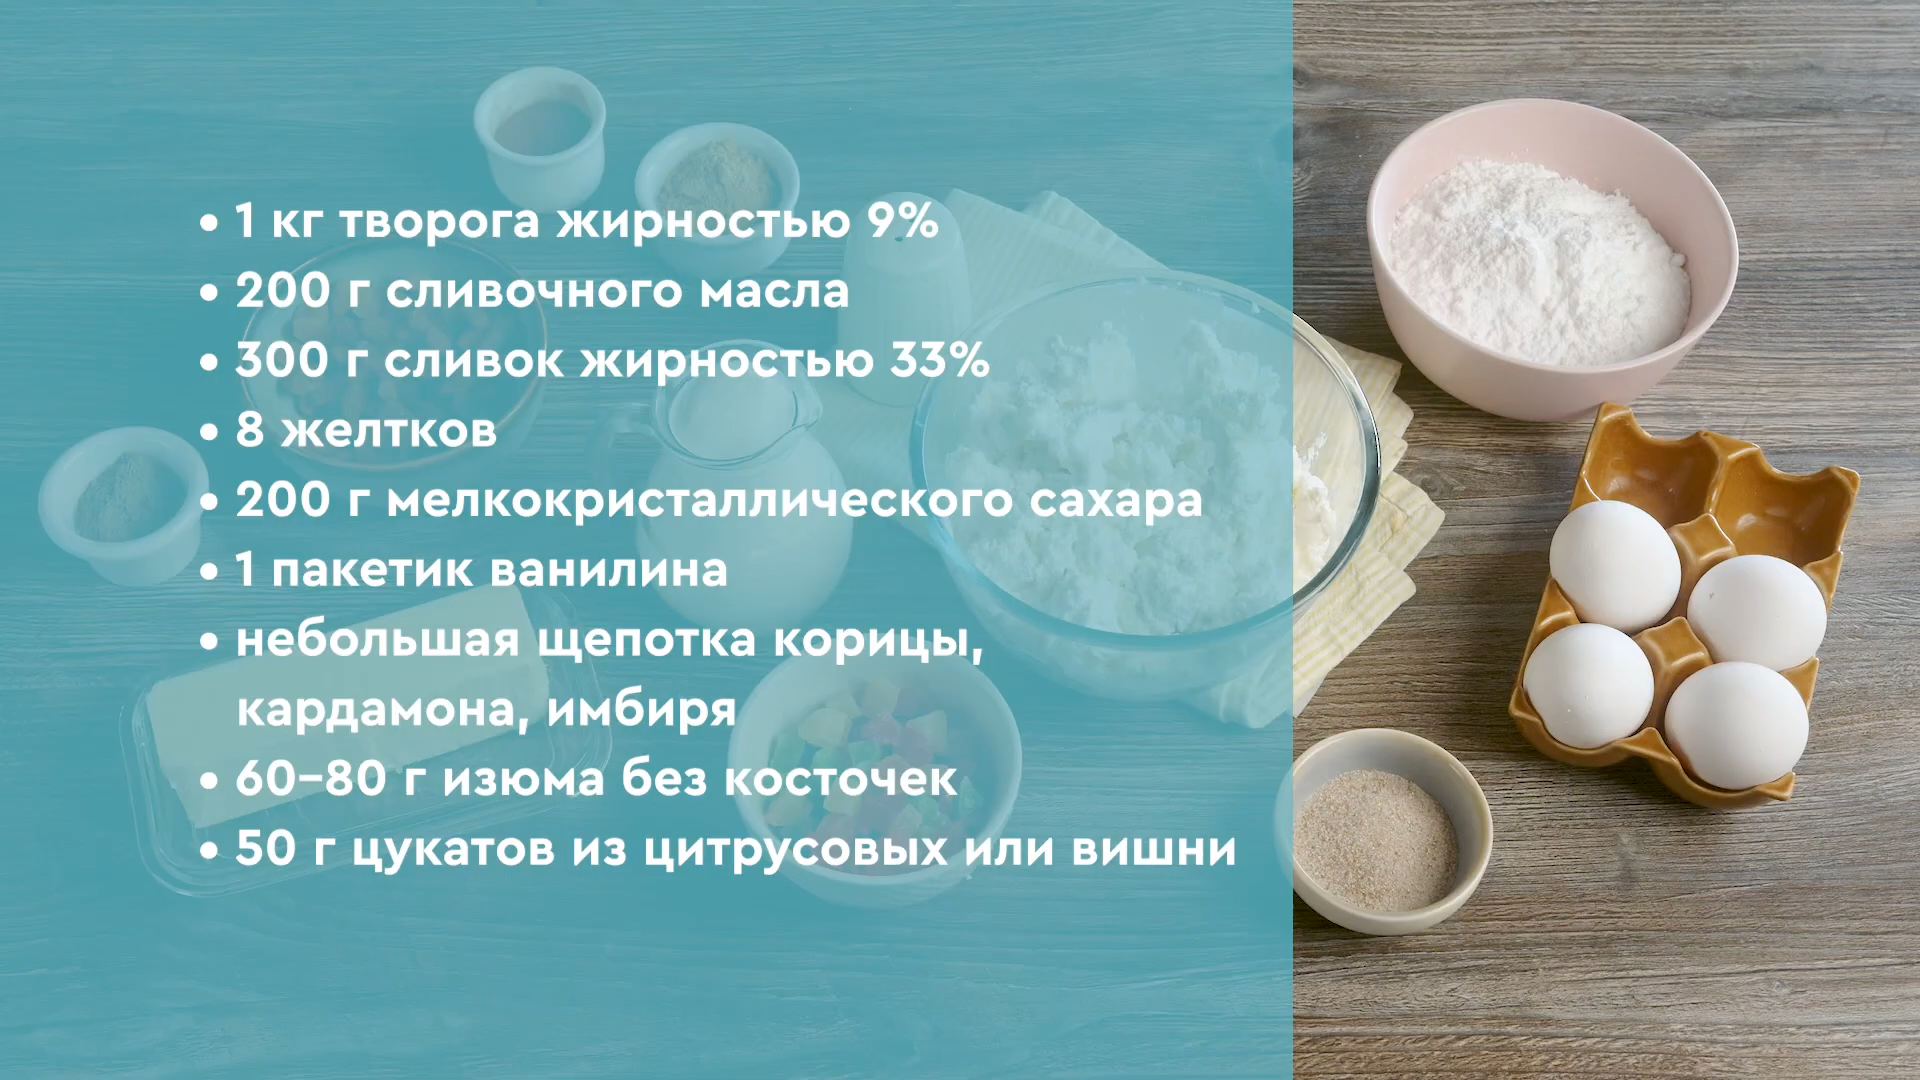 • 1 кг творога жирностью 9%
• 200 г сливочного масла
• 300 г сливок жирностью 33%
• 8 желтков
• 200 г мелкокристаллического сахара
• 1 пакетик ванилина
• небольшая щепотка корицы,
кардамона, имбиря
• 60–80 г изюма без косточек
• 50 г цукатов из цитрусовых или вишни